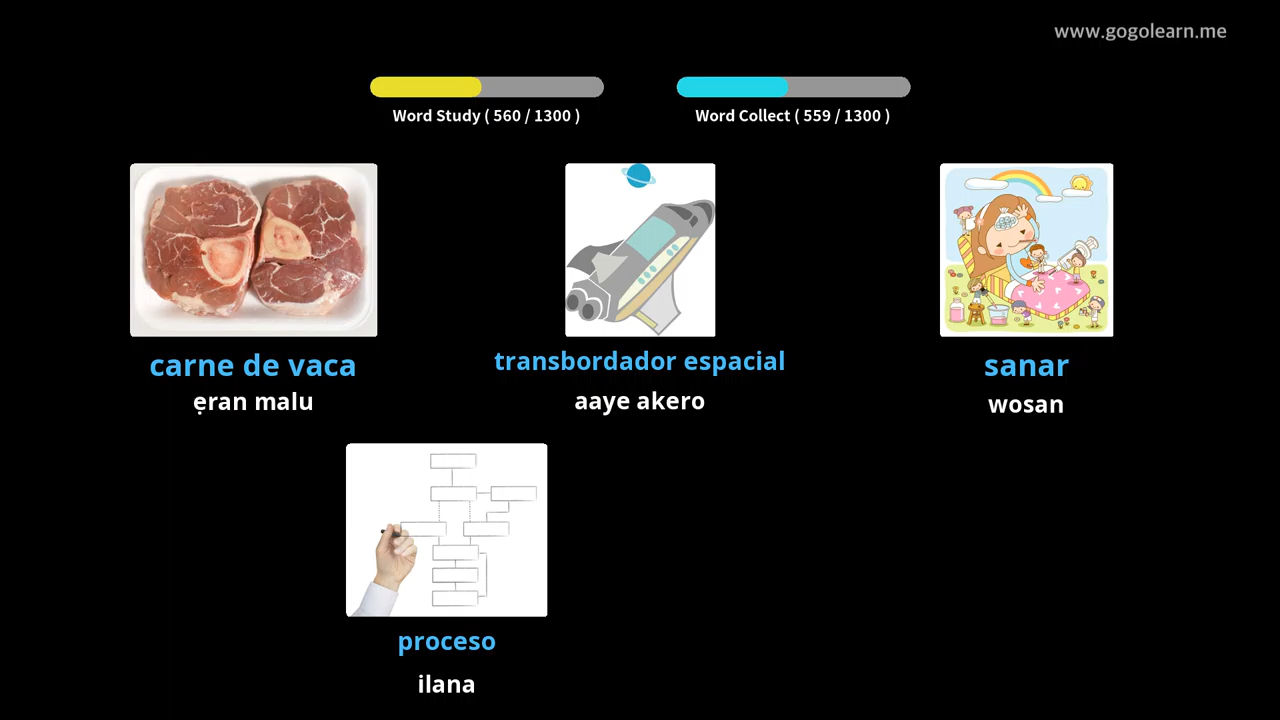 www.gogolearn.me
Word Study ( 560 / 1300 )
Word Collect ( 559 / 1300 )
carne de vaca
ẹran malu
transbordador espacial
aaye akero
sanar
wosan
proceso
ilana